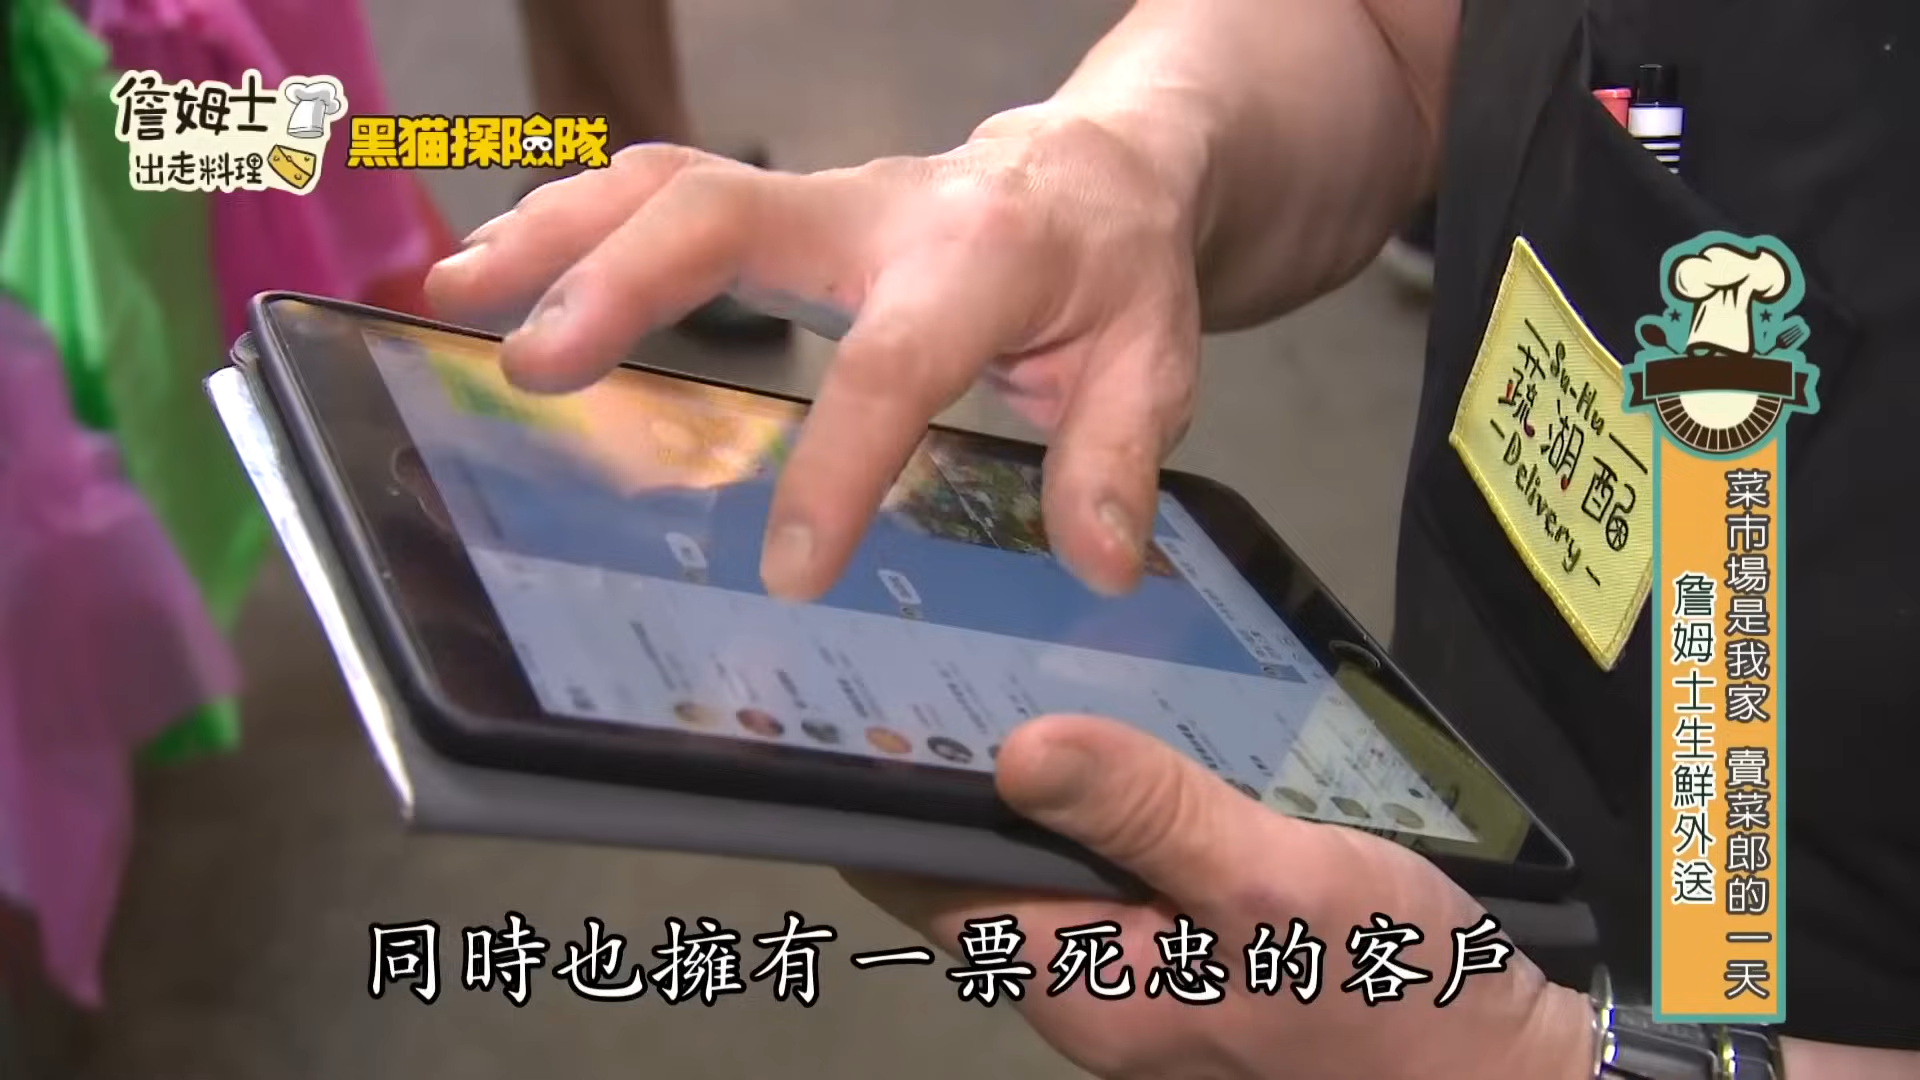 詹姆士
出走料理
黑猫探險隊
Su-Hu
蔬湖配
-Delivery-
菜市場是我家 賣菜郎的一天
詹姆士生鮮外送
同時也擁有一票死忠的客戶